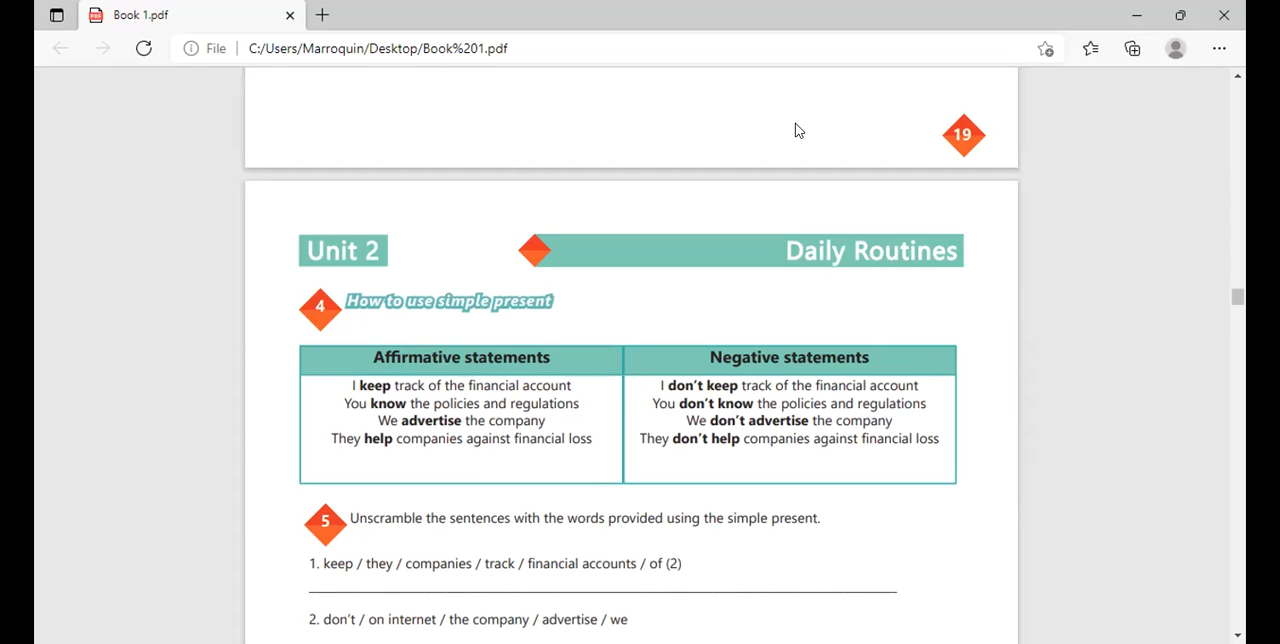 Book 1.pdf
File
C:/Users/Marroquin/Desktop/Book%201.pdf
19
Unit 2
Daily Routines
4
How to use simple present
Affirmative statements
I keep track of the financial account
You know the policies and regulations
We advertise the company
They help companies against financial loss
Negative statements
I don't keep track of the financial account
You don't know the policies and regulations
We don't advertise the company
They don't help companies against financial loss
5
Unscramble the sentences with the words provided using the simple present.
1. keep / they / companies / track / financial accounts / of (2)
2. don't / on internet / the company / advertise / we